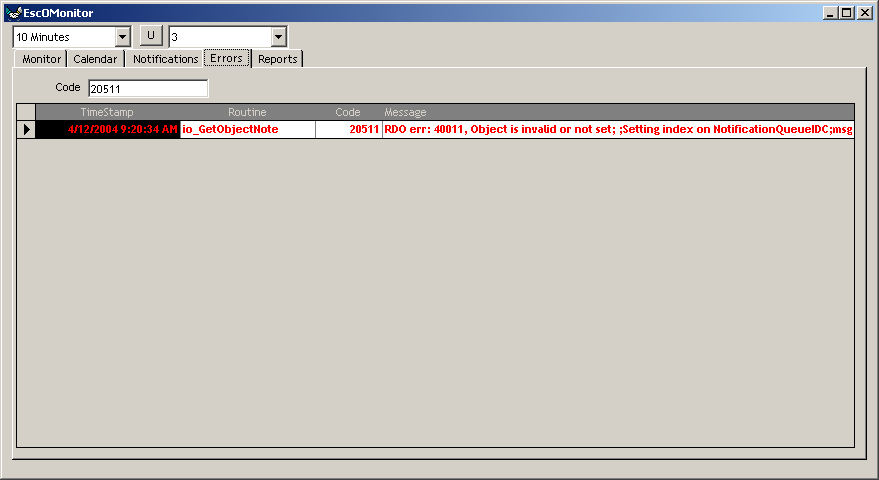 EscOMonitor
10 Minutes U 3
Monitor Calendar Notifications Errors Reports
Code 20511
TimeStamp Routine Code Message
4/12/2004 9:20:34 AM io_GetObjectNote 20511 RDO err: 40011, Object is invalid or not set; ;Setting index on NotificationQueueIDC;msg